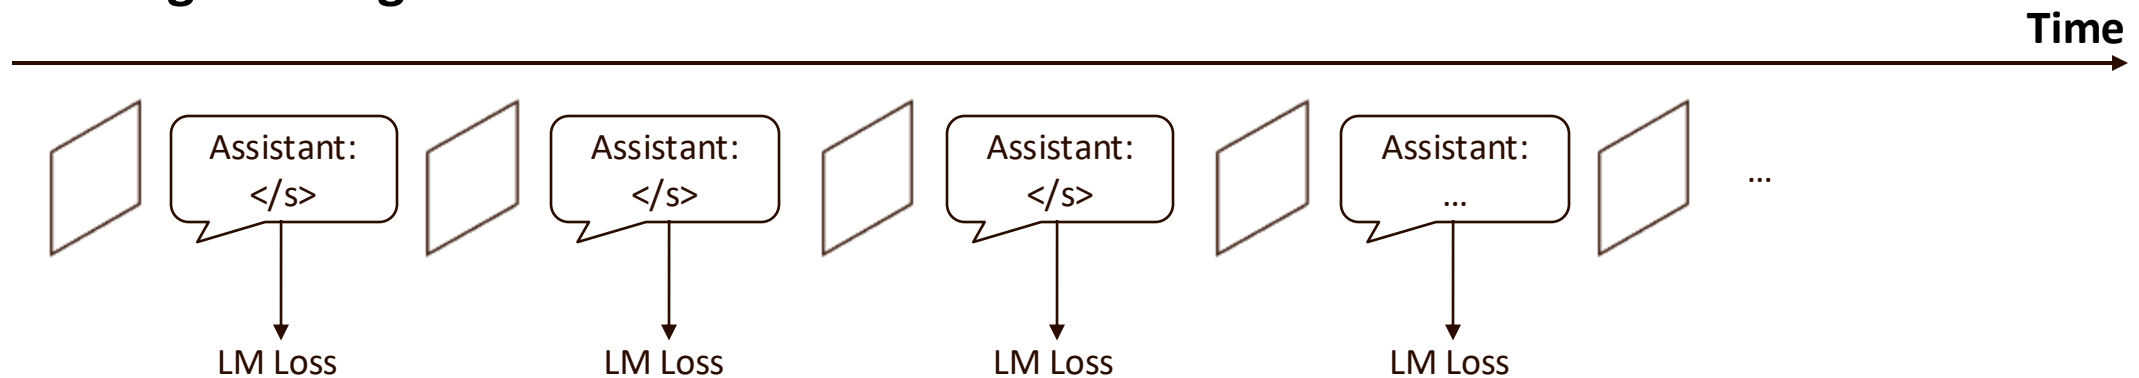 Time
Assistant:
</s>
Assistant:
</s>
Assistant:
</s>
Assistant:
...
...
LM Loss
LM Loss
LM Loss
LM Loss